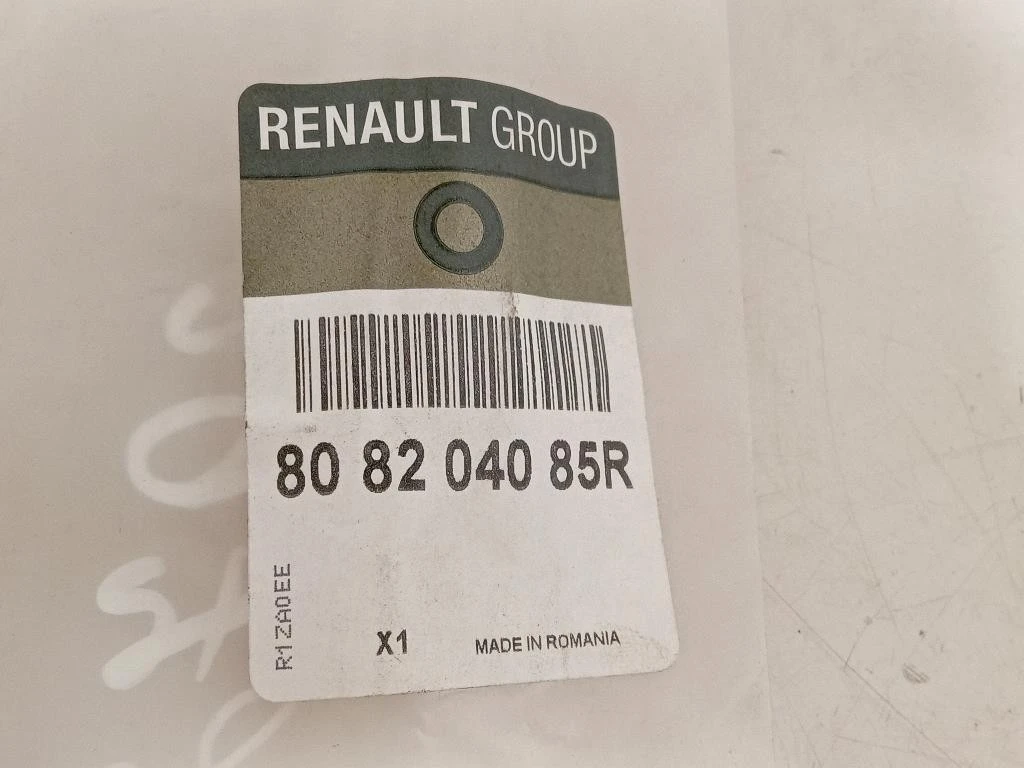 RENAULT GROUP
80 82 040 85R
R1ZA0EE
X1
MADE IN ROMANIA